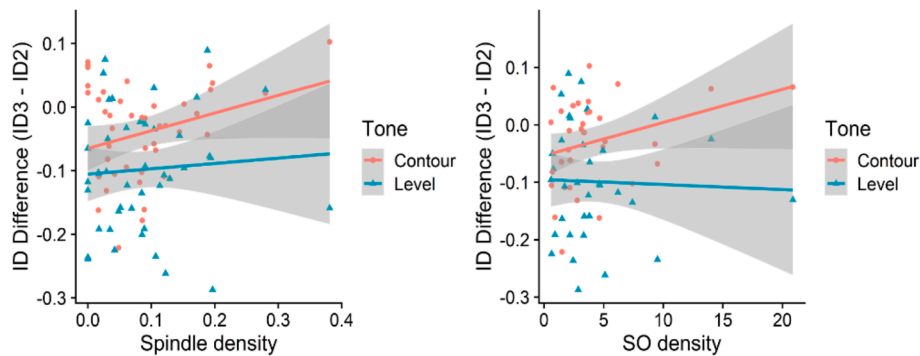 ID Difference (ID3 - ID2)
0.1
0.0
-0.1
-0.2
-0.3
0.0
0.1
0.2
0.3
0.4
Spindle density
Tone
Contour
Level
ID Difference (ID3 - ID2)
0.1
0.0
-0.1
-0.2
-0.3
0
5
10
15
20
SO density
Tone
Contour
Level